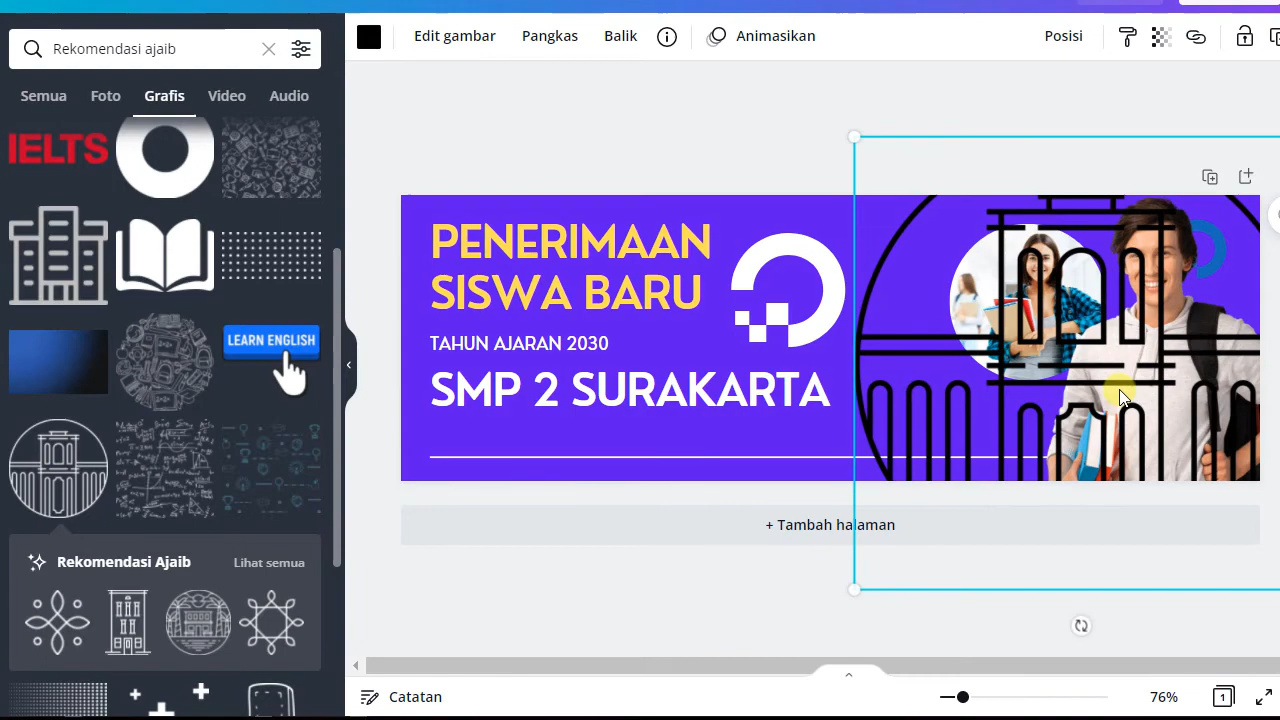 Rekomendasi ajaib
Edit gambar
Pangkas
Balik
Animasikan
Posisi
Semua
Foto
Grafis
Video
Audio
IELTS
LEARN ENGLISH
Rekomendasi Ajaib
Lihat semua
PENERIMAAN
SISWA BARU
TAHUN AJARAN 2030
SMP 2 SURAKARTA
+ Tambah halaman
Catatan
76%
1